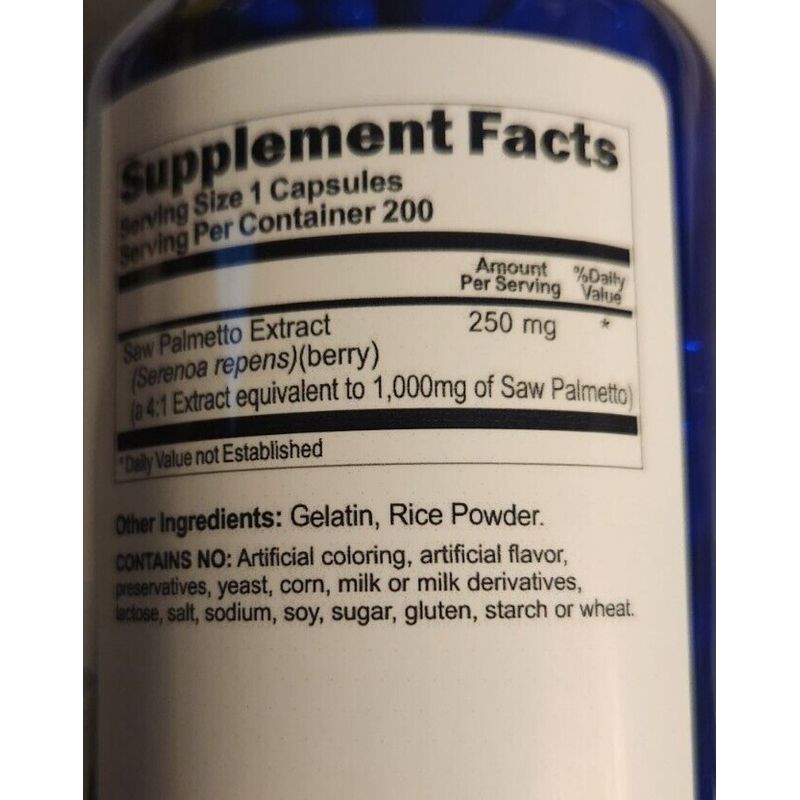 Supplement Facts
Serving Size 1 Capsules
Serving Per Container 200
Amount Per Serving
%Daily Value
Saw Palmetto Extract 250 mg *
(Serenoa repens)(berry)
(a 4:1 Extract equivalent to 1,000mg of Saw Palmetto)
*Daily Value not Established
Other Ingredients: Gelatin, Rice Powder.
CONTAINS NO: Artificial coloring, artificial flavor,
preservatives, yeast, corn, milk or milk derivatives,
lactose, salt, sodium, soy, sugar, gluten, starch or wheat.